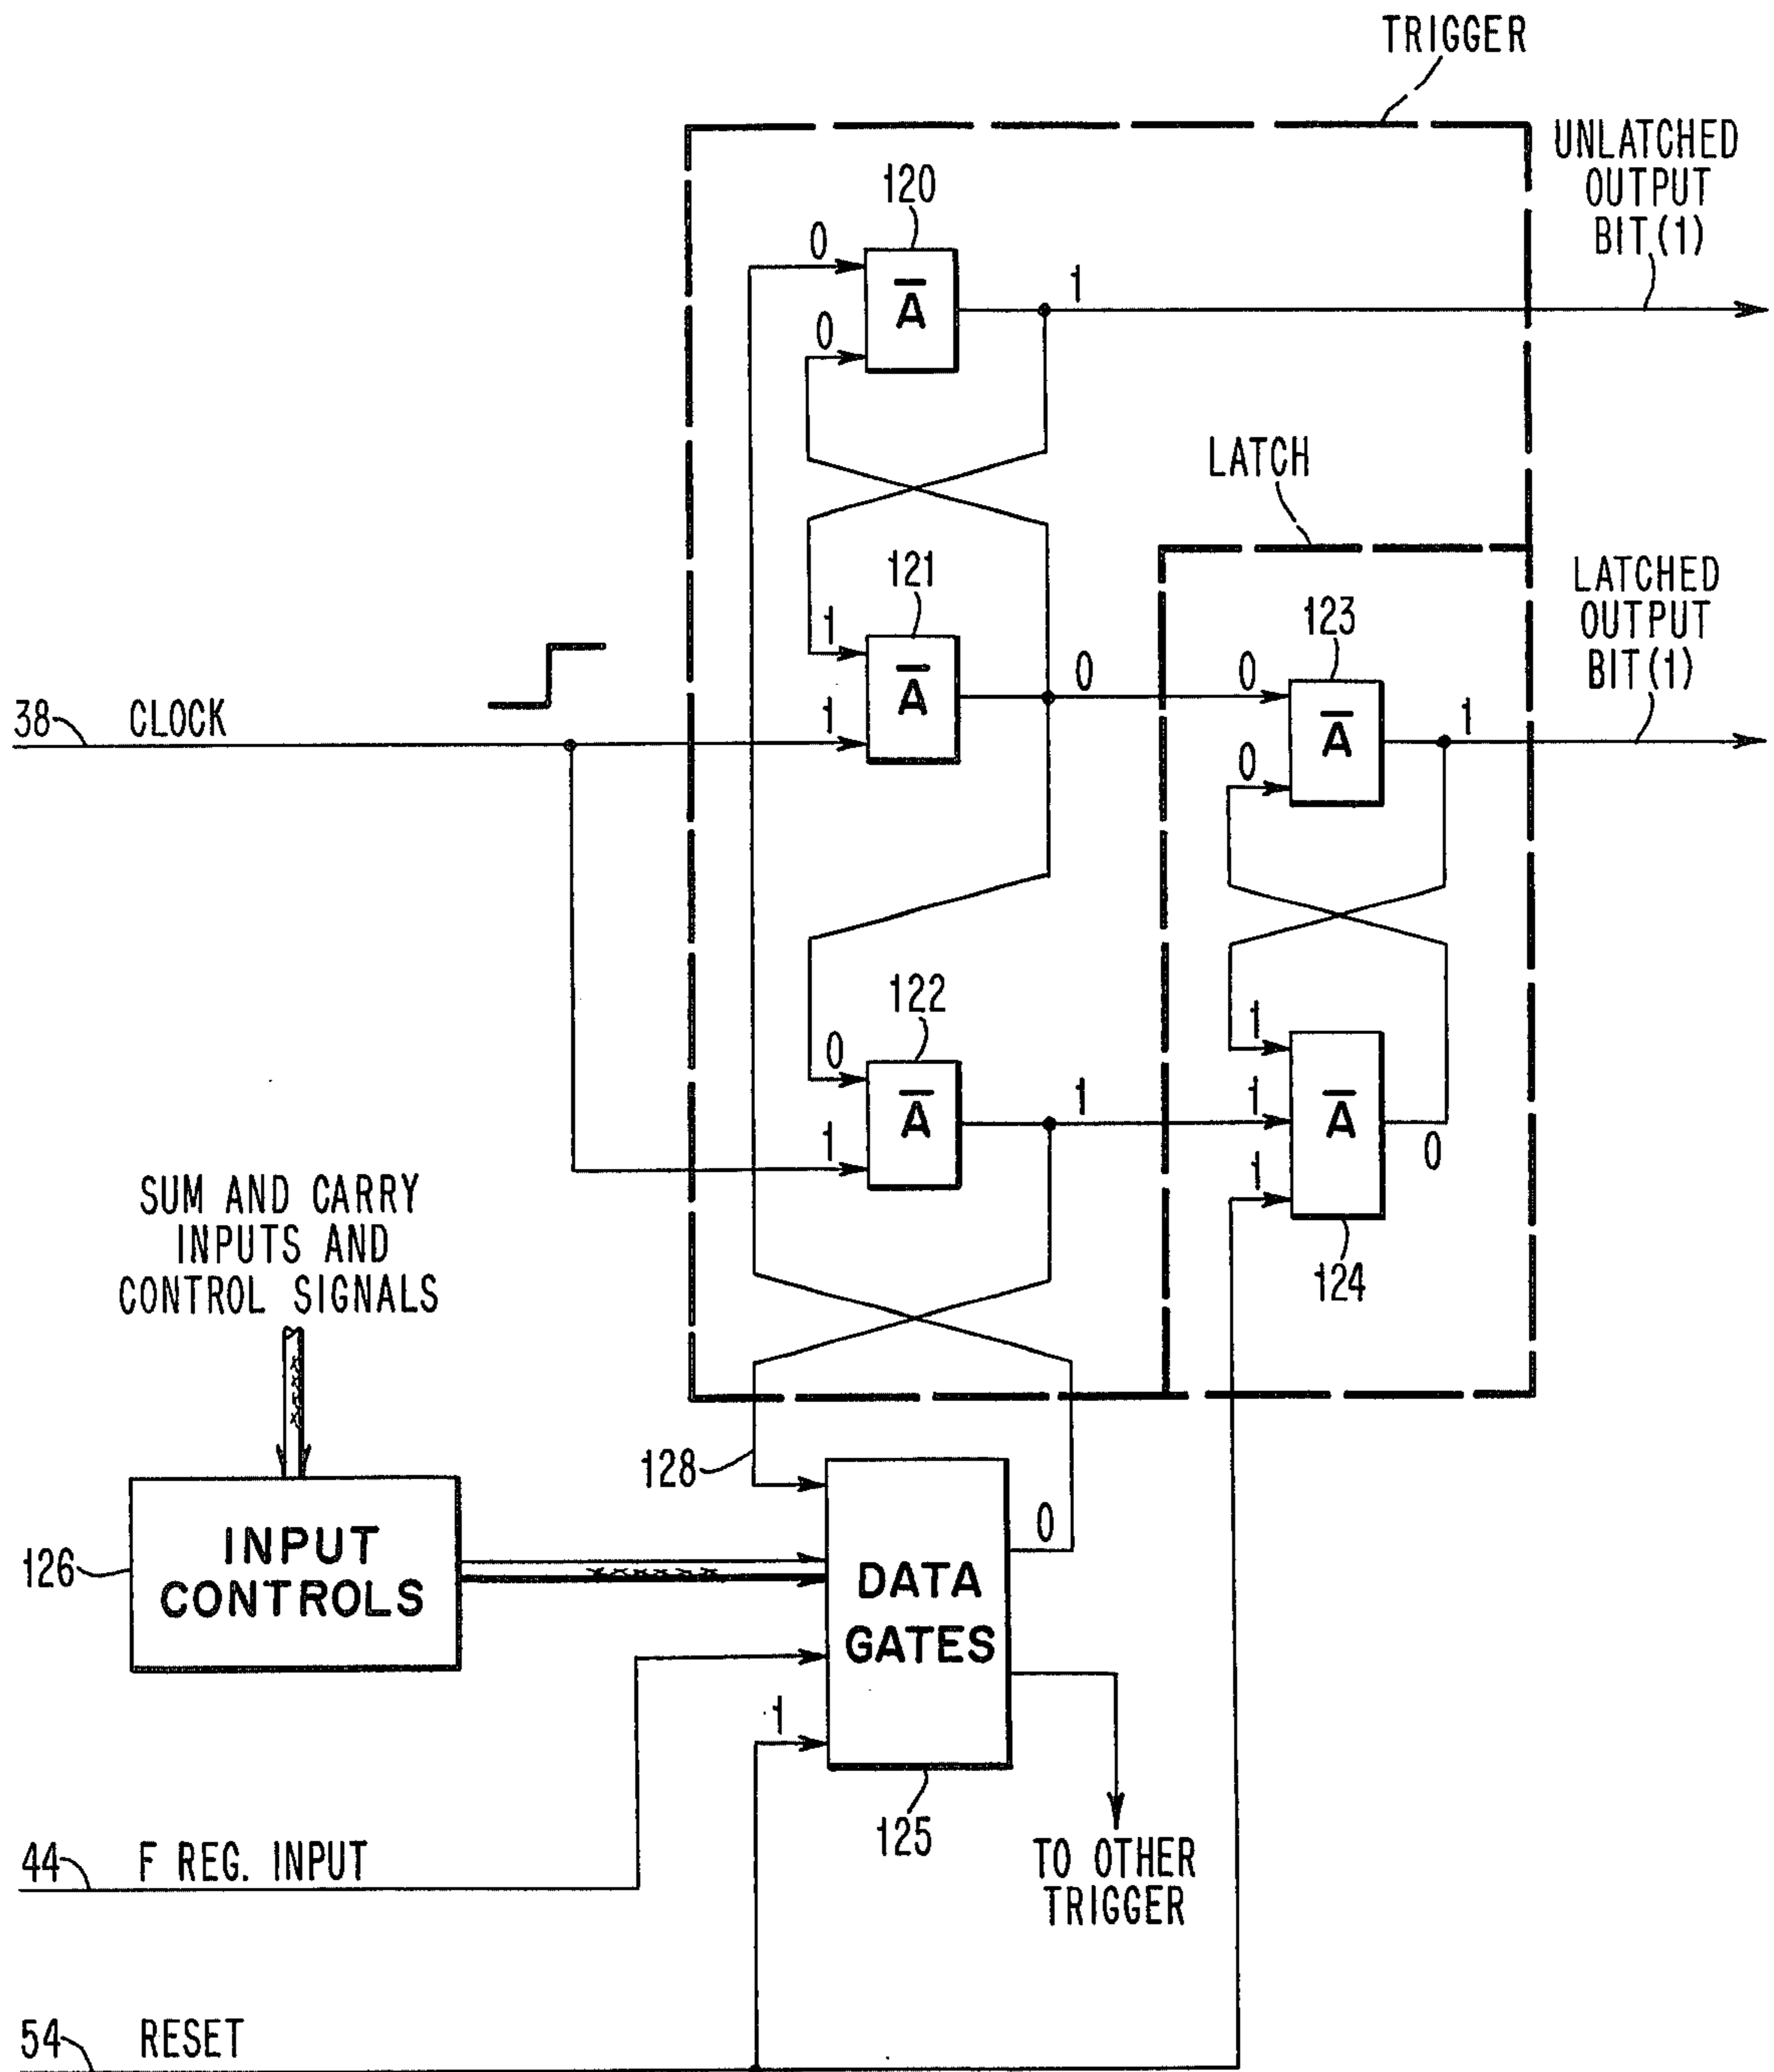 TRIGGER
UNLATCHED
OUTPUT
BIT(1)
120
0
0
Ā
1
LATCH
LATCHED
OUTPUT
BIT(1)
121
1
1
Ā
0
123
0
0
Ā
1
38 CLOCK
122
0
1
Ā
1
1
1
1
Ā
0
124
SUM AND CARRY
INPUTS AND
CONTROL SIGNALS
128
126
INPUT
CONTROLS
0
DATA
GATES
1
125
TO OTHER
TRIGGER
44 F REG. INPUT
54 RESET